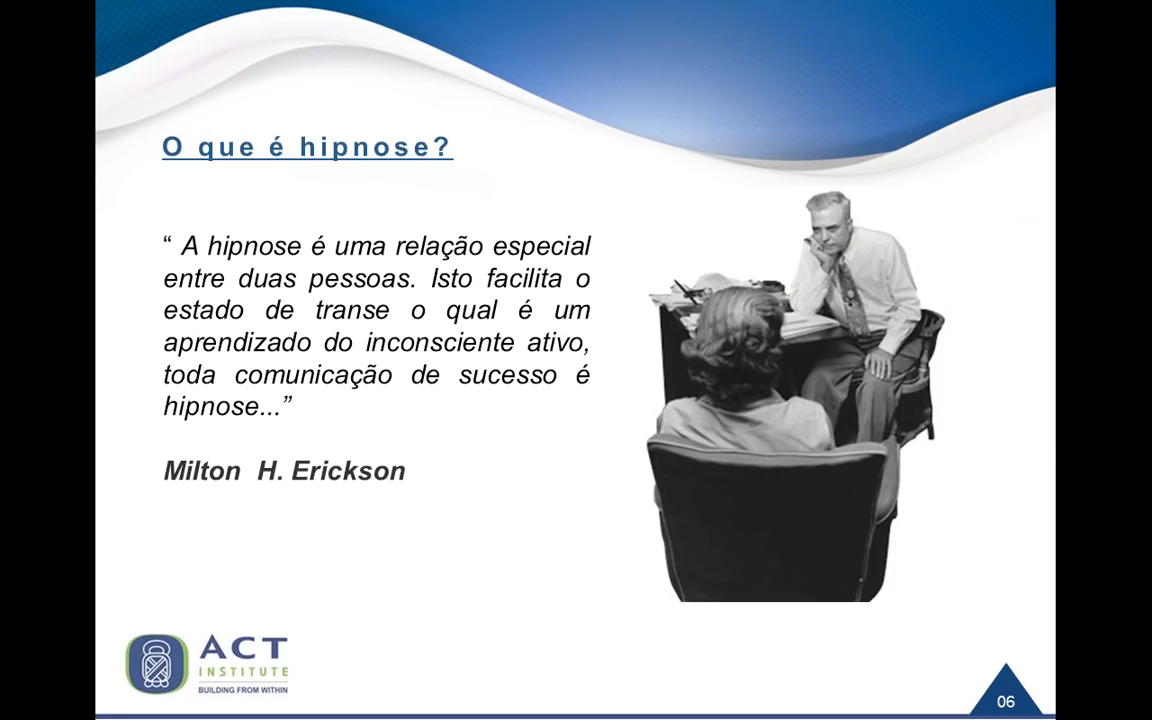 O que é hipnose?
“ A hipnose é uma relação especial
entre duas pessoas. Isto facilita o
estado de transe o qual é um
aprendizado do inconsciente ativo,
toda comunicação de sucesso é
hipnose...”
Milton H. Erickson
ACT
INSTITUTE
BUILDING FROM WITHIN
06